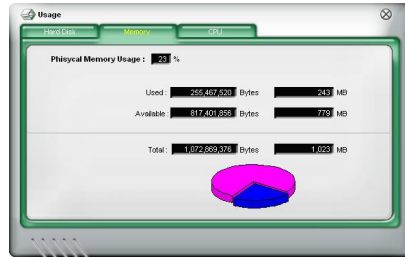 Usage
Hard Disk Memory CPU
Phisycal Memory Usage : 23 %
Used : 255,467,520 Bytes 243 MB
Available : 817,401,856 Bytes 779 MB
Total : 1,072,869,376 Bytes 1,023 MB